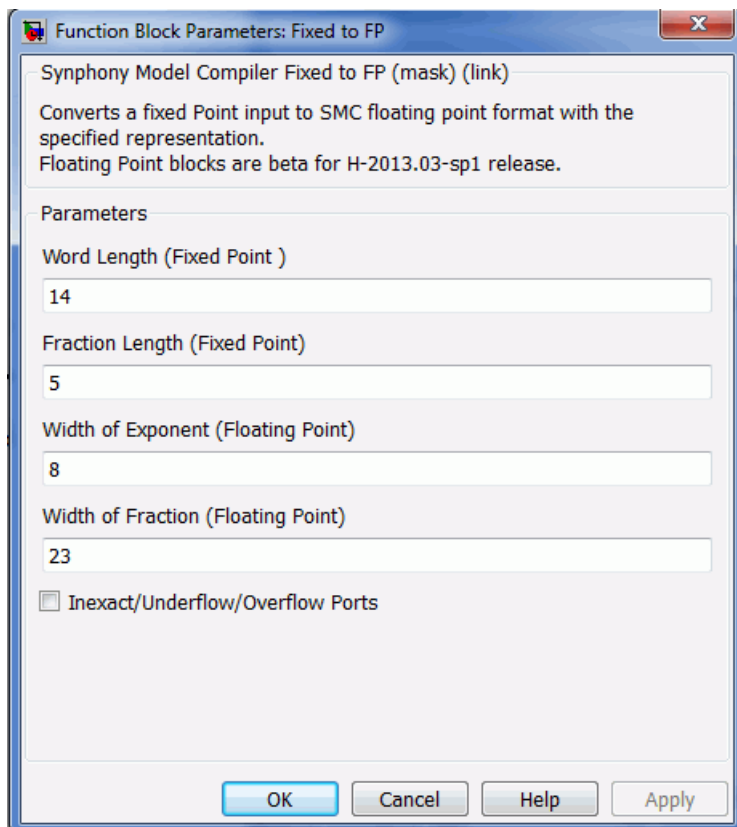 Function Block Parameters: Fixed to FP
Synphony Model Compiler Fixed to FP (mask) (link)
Converts a fixed Point input to SMC floating point format with the
specified representation.
Floating Point blocks are beta for H-2013.03-sp1 release.
Parameters
Word Length (Fixed Point )
14
Fraction Length (Fixed Point)
5
Width of Exponent (Floating Point)
8
Width of Fraction (Floating Point)
23
Inexact/Underflow/Overflow Ports
OK Cancel Help Apply